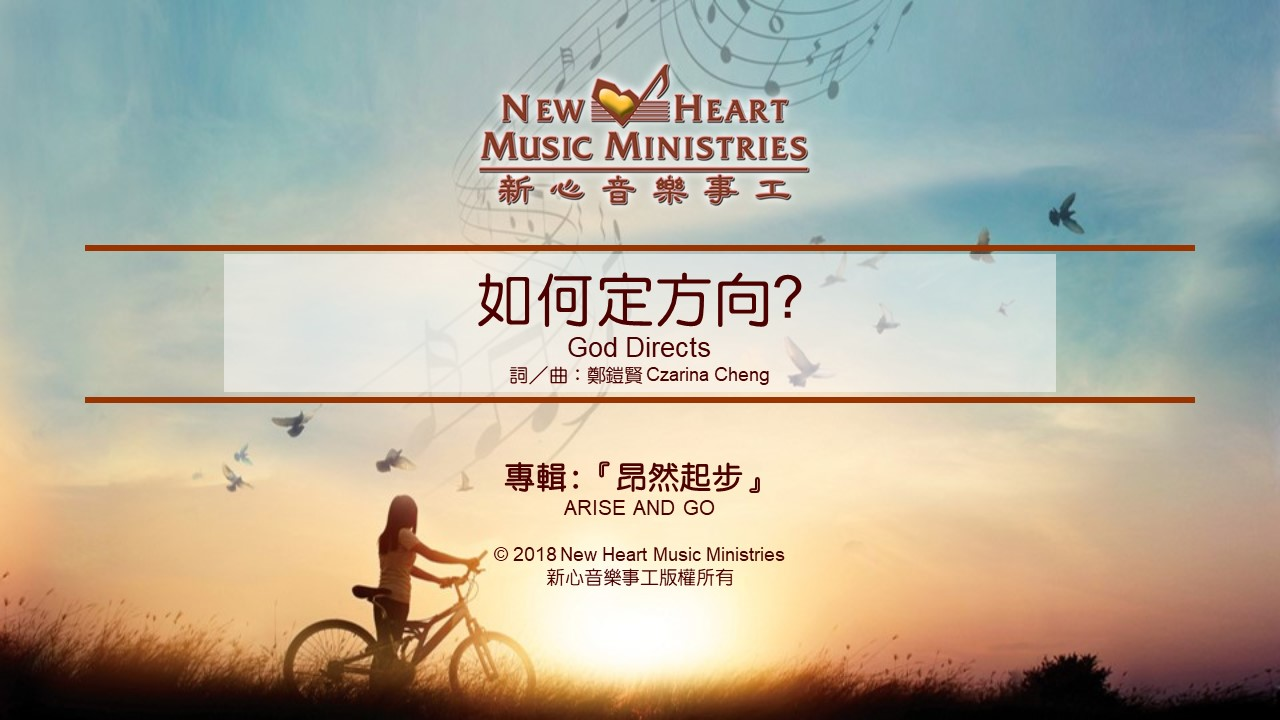 NEW HEART
MUSIC MINISTRIES
新心音樂事工
如何定方向?
God Directs
詞／曲：鄭鎧賢 Czarina Cheng
專輯：『昂然起步』
ARISE AND GO
© 2018 New Heart Music Ministries
新心音樂事工版權所有